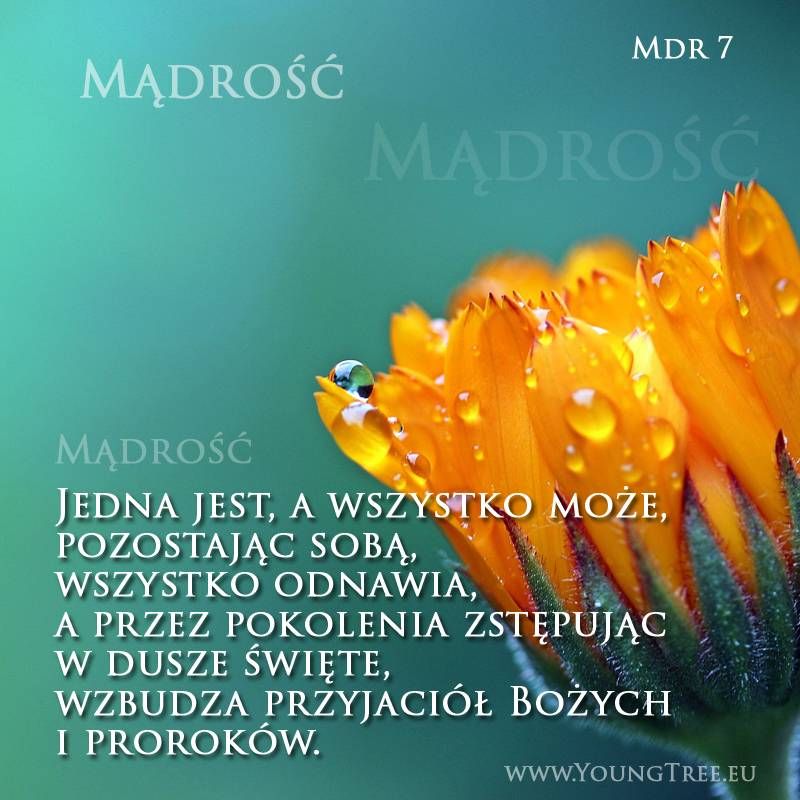 Mądrość
Mdr 7
Mądrość
Mądrość
Jedna jest, a wszystko może,
pozostając sobą,
wszystko odnawia,
a przez pokolenia zstępując
w dusze święte,
wzbudza przyjaciół Bożych
i proroków.
www.YoungTree.eu